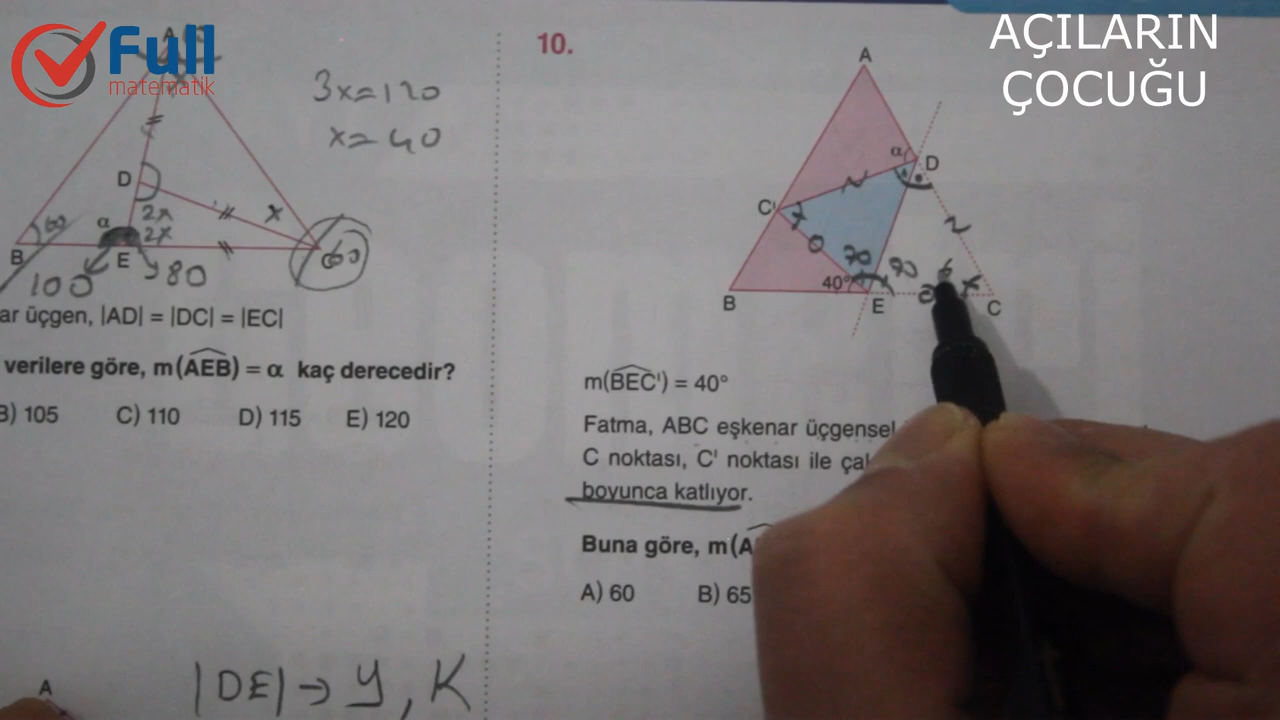 Full
matematik
AÇILARIN
ÇOCUĞU
A
3x=120
x=40
D
2x
x
α
2x
60
B
E
60
100
80
ar üçgen, |AD| = |DC| = |EC|
verilere göre, m(AEB) = α kaç derecedir?
B) 105 C) 110 D) 115 E) 120
|DE| → Y, K
A
10.
A
α
D
C'
x
70
40°
B
E
x
C
m(BEC') = 40°
Fatma, ABC eşkenar üçgensel
C noktası, C' noktası ile
boyunca katlıyor.
Buna göre, m(A
A) 60 B) 65